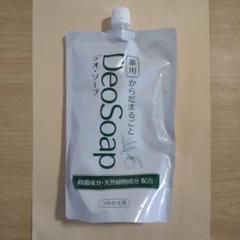 薬用
からだまるごと
DeoSoap
デオ・ソープ
殺菌成分・天然植物成分 配合
つめかえ用